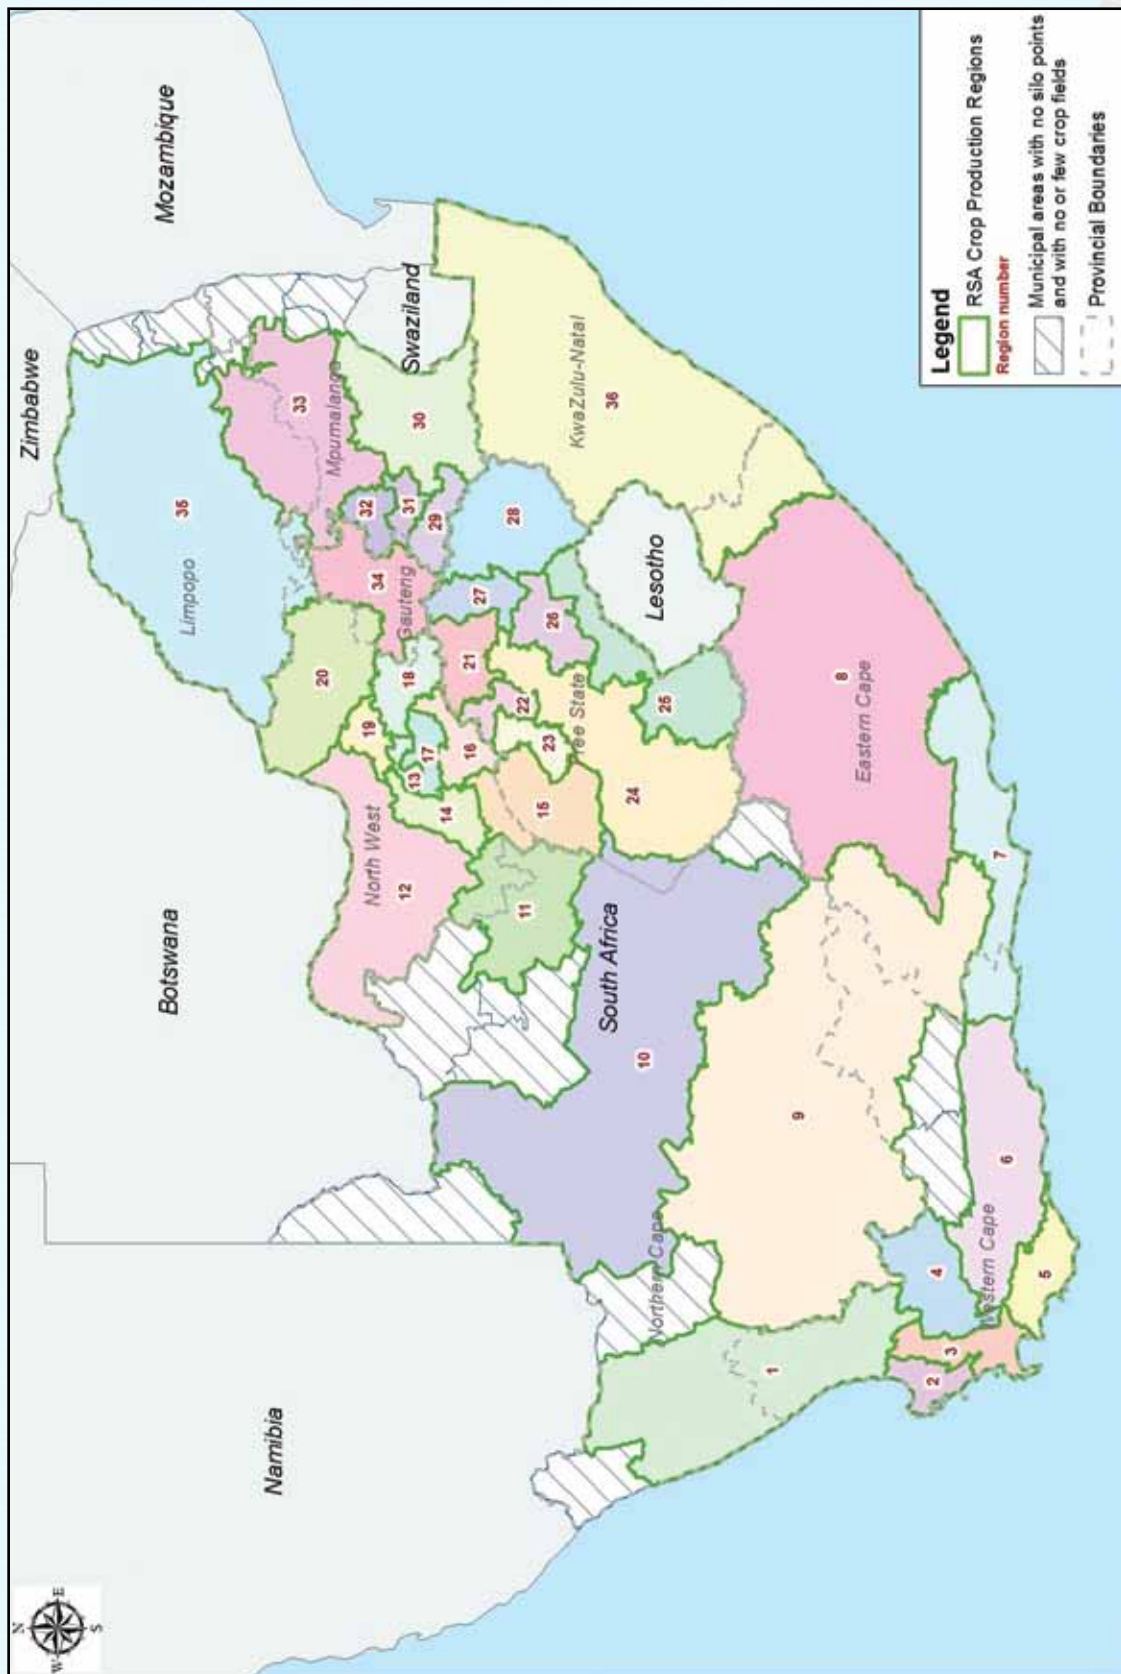 N
W
E
S
Zimbabwe
Mozambique
Botswana
Namibia
Limpopo
35
33
Mpumalanga
20
34
32
30
Swaziland
North West
12
19
18
31
13
17
14
Gauteng
29
16
21
27
28
11
15
23
22
26
Free State
KwaZulu-Natal
36
South Africa
10
24
25
Lesotho
Northern Cape
1
9
8
Eastern Cape
2
3
4
Western Cape
6
7
5
Legend
RSA Crop Production Regions
Region number
Municipal areas with no silo points
and with no or few crop fields
Provincial Boundaries